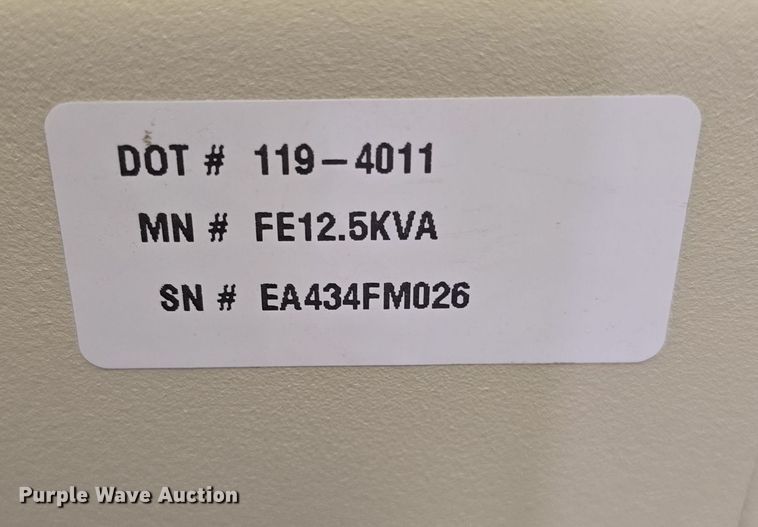 DOT # 119-4011
MN # FE12.5KVA
SN # EA434FM026
Purple Wave Auction